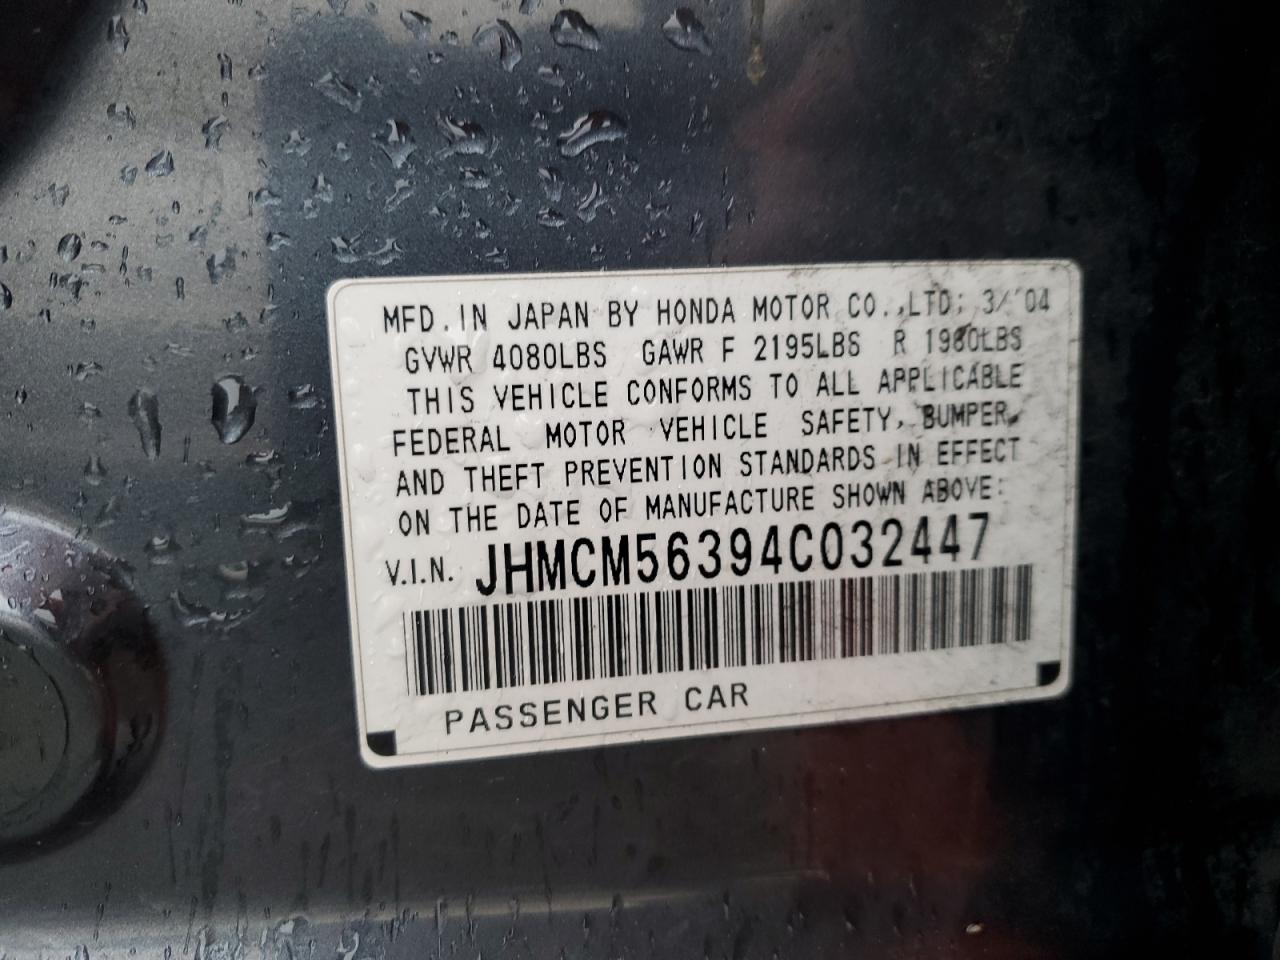 MFD. IN JAPAN BY HONDA MOTOR CO.,LTD; 3/'04
GVWR 4080LBS GAWR F 2195LBS R 1980LBS
THIS VEHICLE CONFORMS TO ALL APPLICABLE
FEDERAL MOTOR VEHICLE SAFETY, BUMPER,
AND THEFT PREVENTION STANDARDS IN EFFECT
ON THE DATE OF MANUFACTURE SHOWN ABOVE:
V.I.N. JHMCM56394C032447
PASSENGER CAR